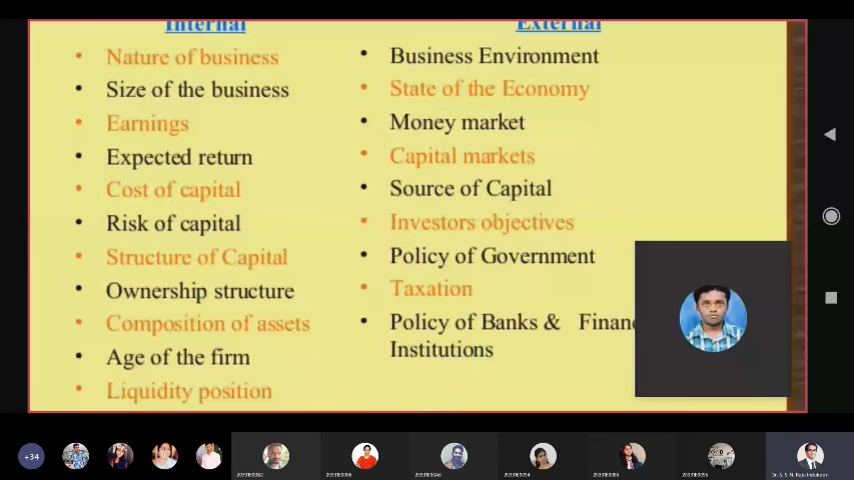 Internal
External
Nature of business
Size of the business
Earnings
Expected return
Cost of capital
Risk of capital
Structure of Capital
Ownership structure
Composition of assets
Age of the firm
Liquidity position
Business Environment
State of the Economy
Money market
Capital markets
Source of Capital
Investors objectives
Policy of Government
Taxation
Policy of Banks & Finan
Institutions
+34